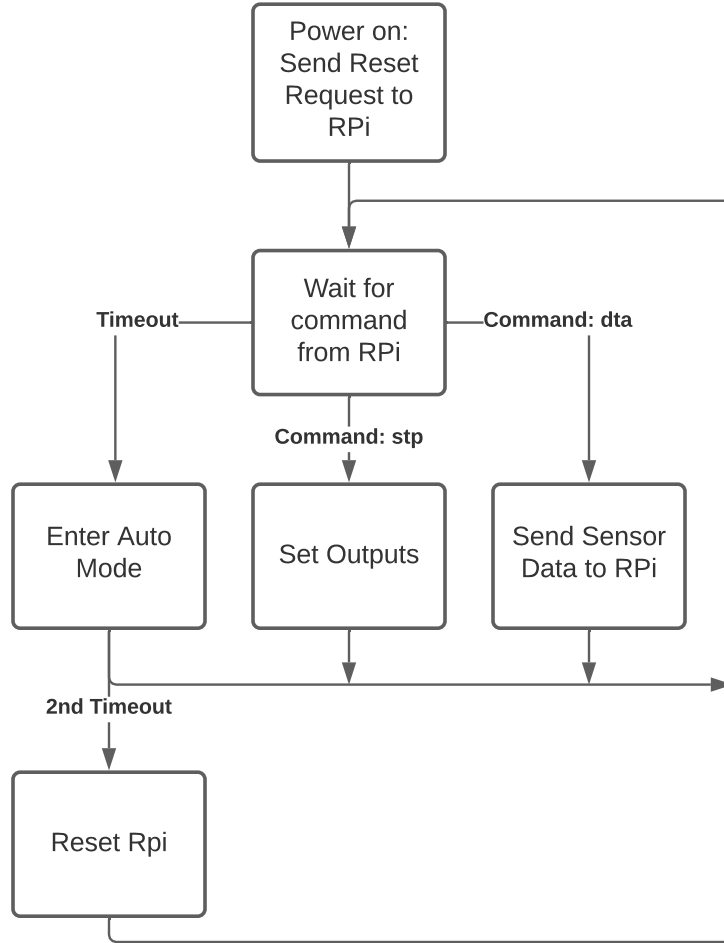 Power on:
Send Reset
Request to
RPi
Wait for
command
from RPi
Timeout
Command: dta
Command: stp
Enter Auto
Mode
Set Outputs
Send Sensor
Data to RPi
2nd Timeout
Reset Rpi